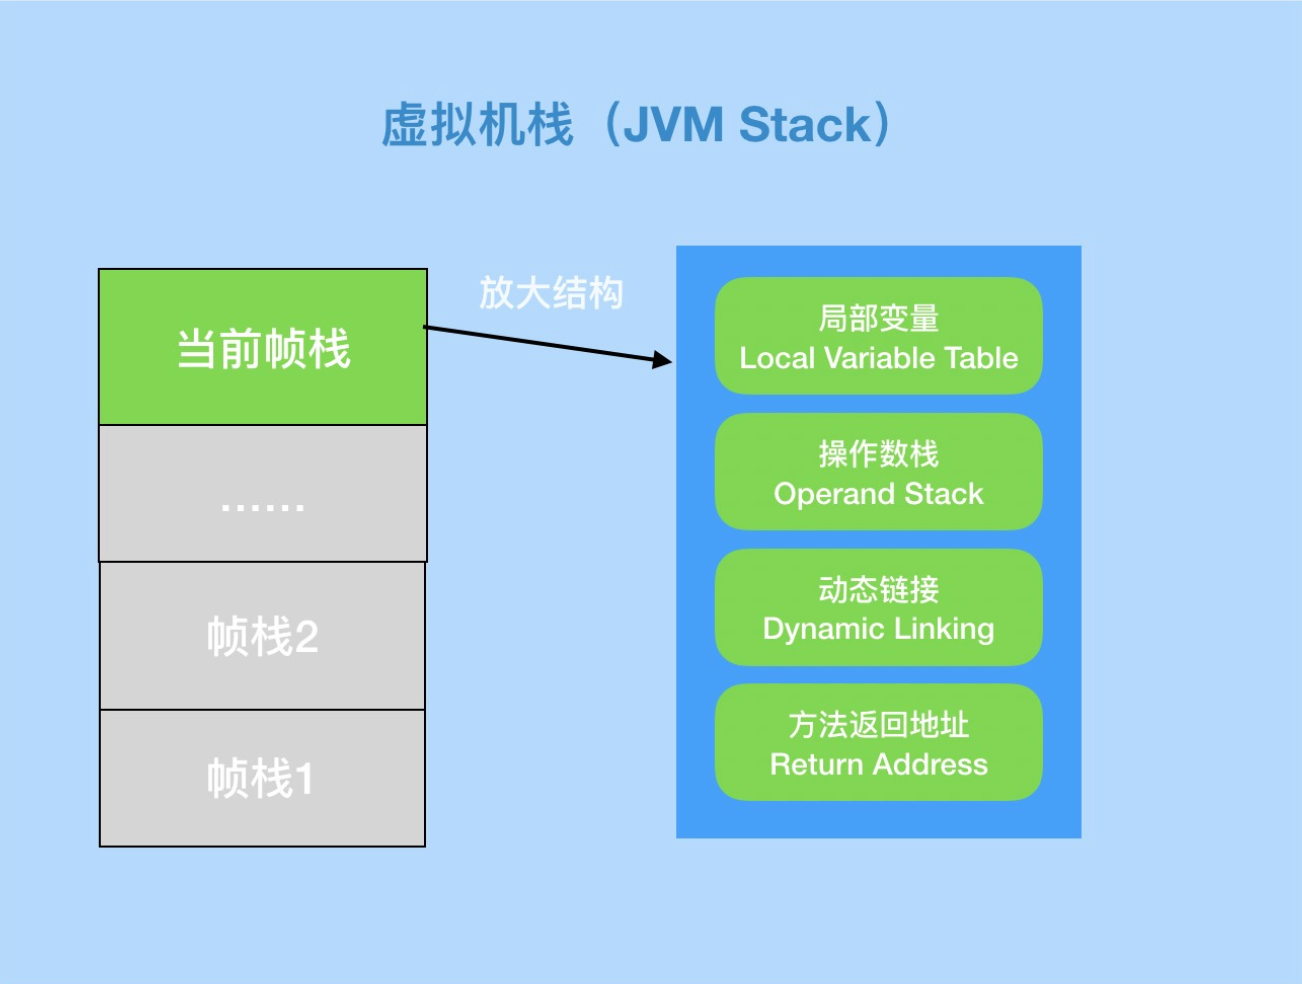 虚拟机栈（JVM Stack）
当前帧栈
……
帧栈2
帧栈1
放大结构
局部变量
Local Variable Table
操作数栈
Operand Stack
动态链接
Dynamic Linking
方法返回地址
Return Address